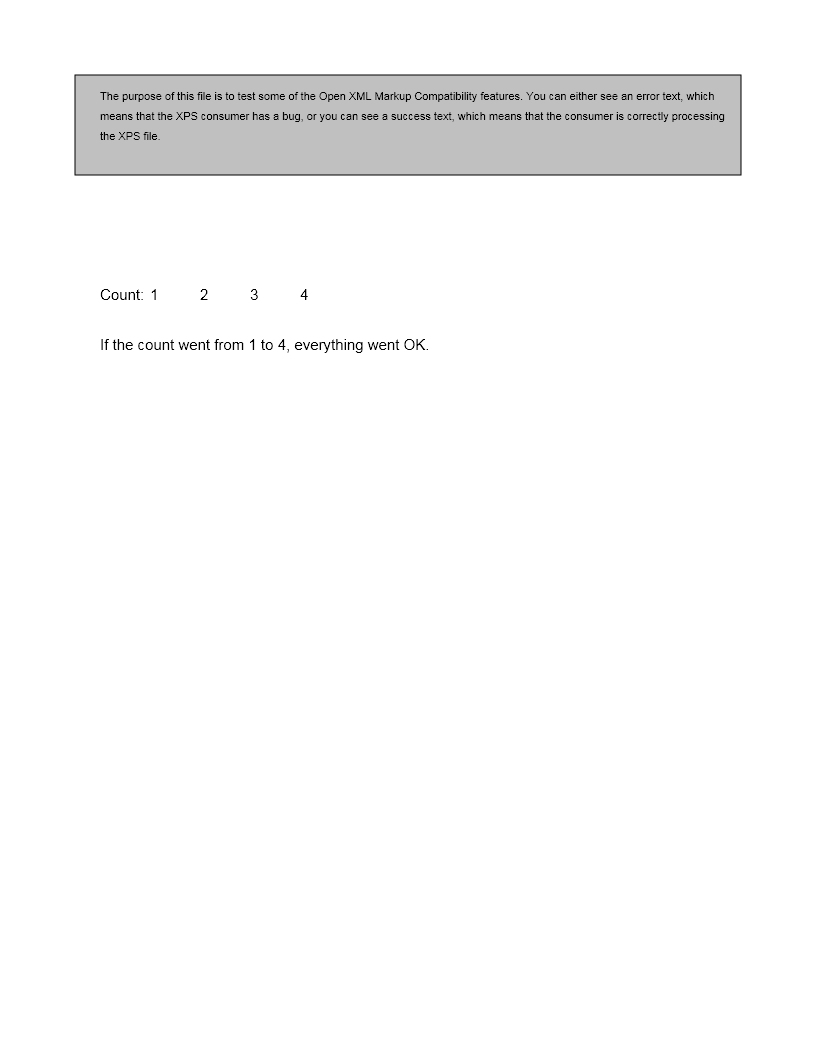 The purpose of this file is to test some of the Open XML Markup Compatibility features. You can either see an error text, which
means that the XPS consumer has a bug, or you can see a success text, which means that the consumer is correctly processing
the XPS file.
Count: 1 2 3 4
If the count went from 1 to 4, everything went OK.